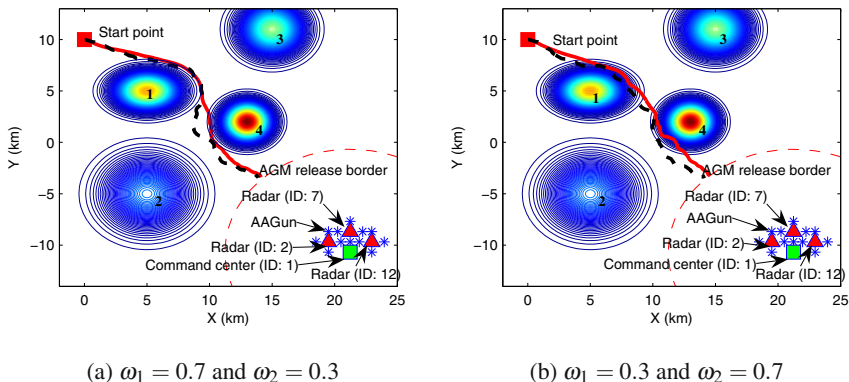 10
5
0
−5
−10
Y (km)
0
5
10
15
20
25
X (km)
Start point
1
2
3
4
AGM release border
Radar (ID: 7)
AAGun
Radar (ID: 2)
Command center (ID: 1)
Radar (ID: 12)
(a) ω1 = 0.7 and ω2 = 0.3
10
5
0
−5
−10
Y (km)
0
5
10
15
20
25
X (km)
Start point
1
2
3
4
AGM release border
Radar (ID: 7)
AAGun
Radar (ID: 2)
Command center (ID: 1)
Radar (ID: 12)
(b) ω1 = 0.3 and ω2 = 0.7